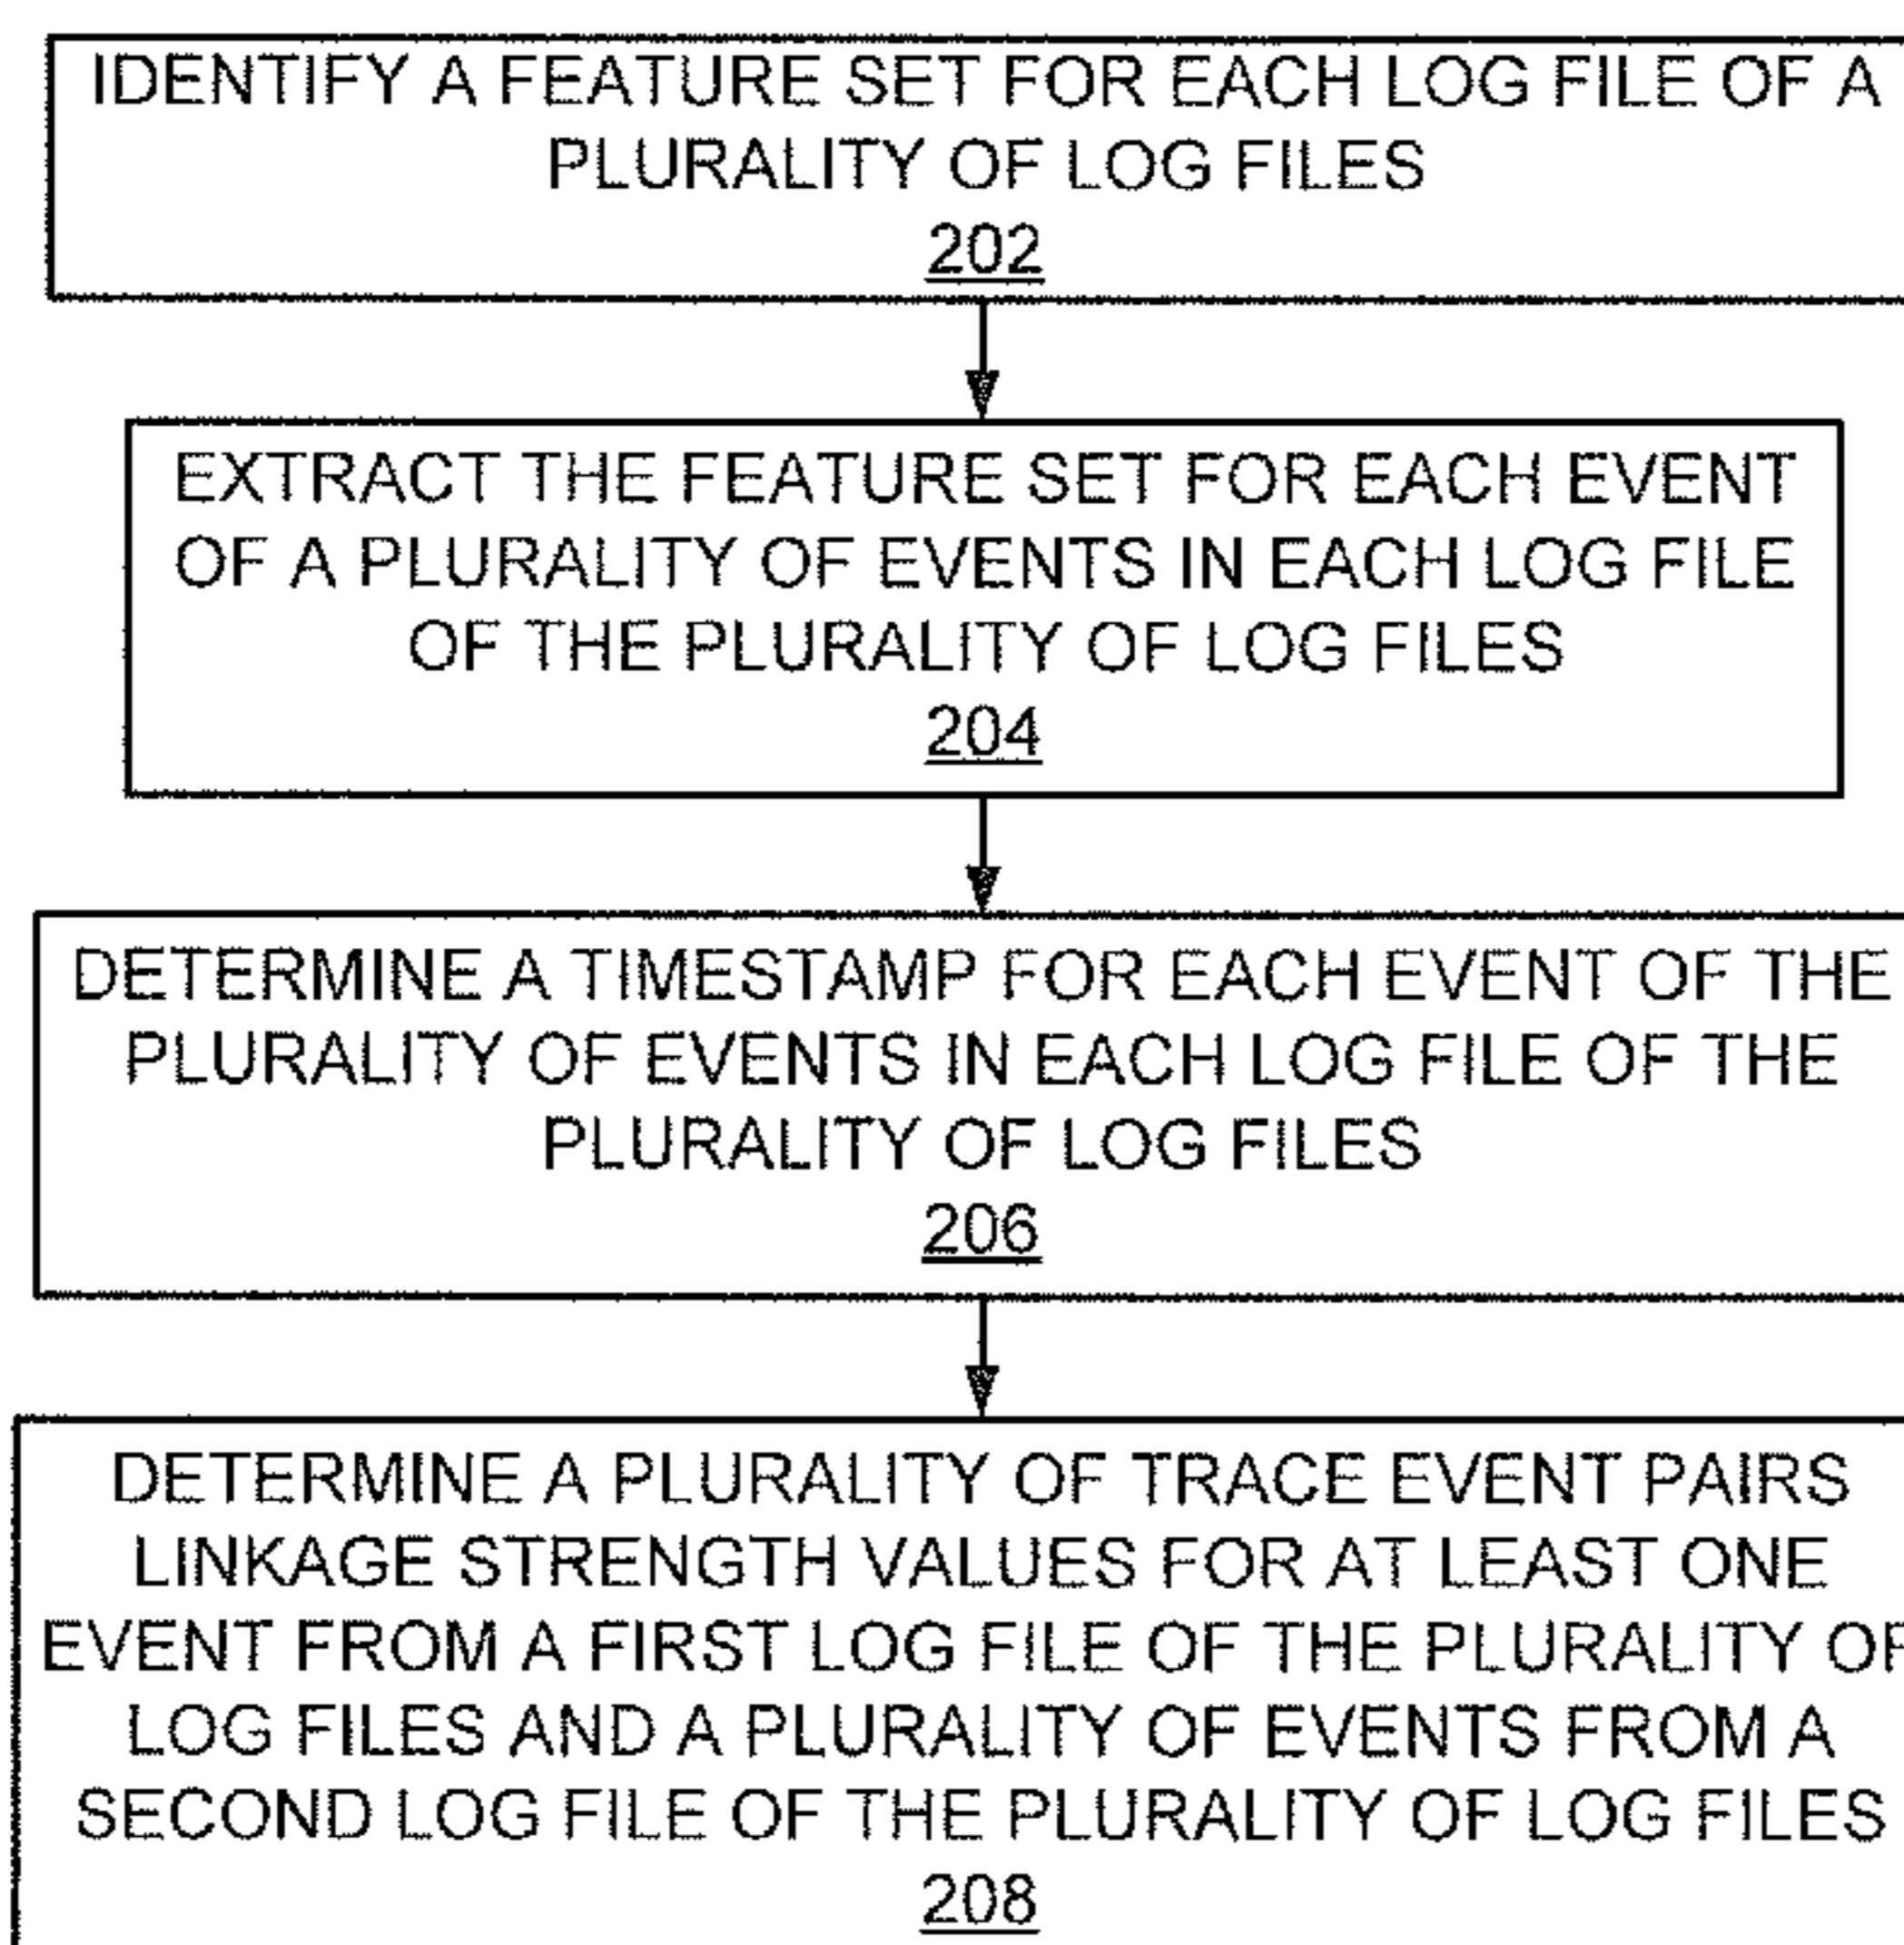 IDENTIFY A FEATURE SET FOR EACH LOG FILE OF A
PLURALITY OF LOG FILES
202
EXTRACT THE FEATURE SET FOR EACH EVENT
OF A PLURALITY OF EVENTS IN EACH LOG FILE
OF THE PLURALITY OF LOG FILES
204
DETERMINE A TIMESTAMP FOR EACH EVENT OF THE
PLURALITY OF EVENTS IN EACH LOG FILE OF THE
PLURALITY OF LOG FILES
206
DETERMINE A PLURALITY OF TRACE EVENT PAIRS
LINKAGE STRENGTH VALUES FOR AT LEAST ONE
EVENT FROM A FIRST LOG FILE OF THE PLURALITY OF
LOG FILES AND A PLURALITY OF EVENTS FROM A
SECOND LOG FILE OF THE PLURALITY OF LOG FILES
208